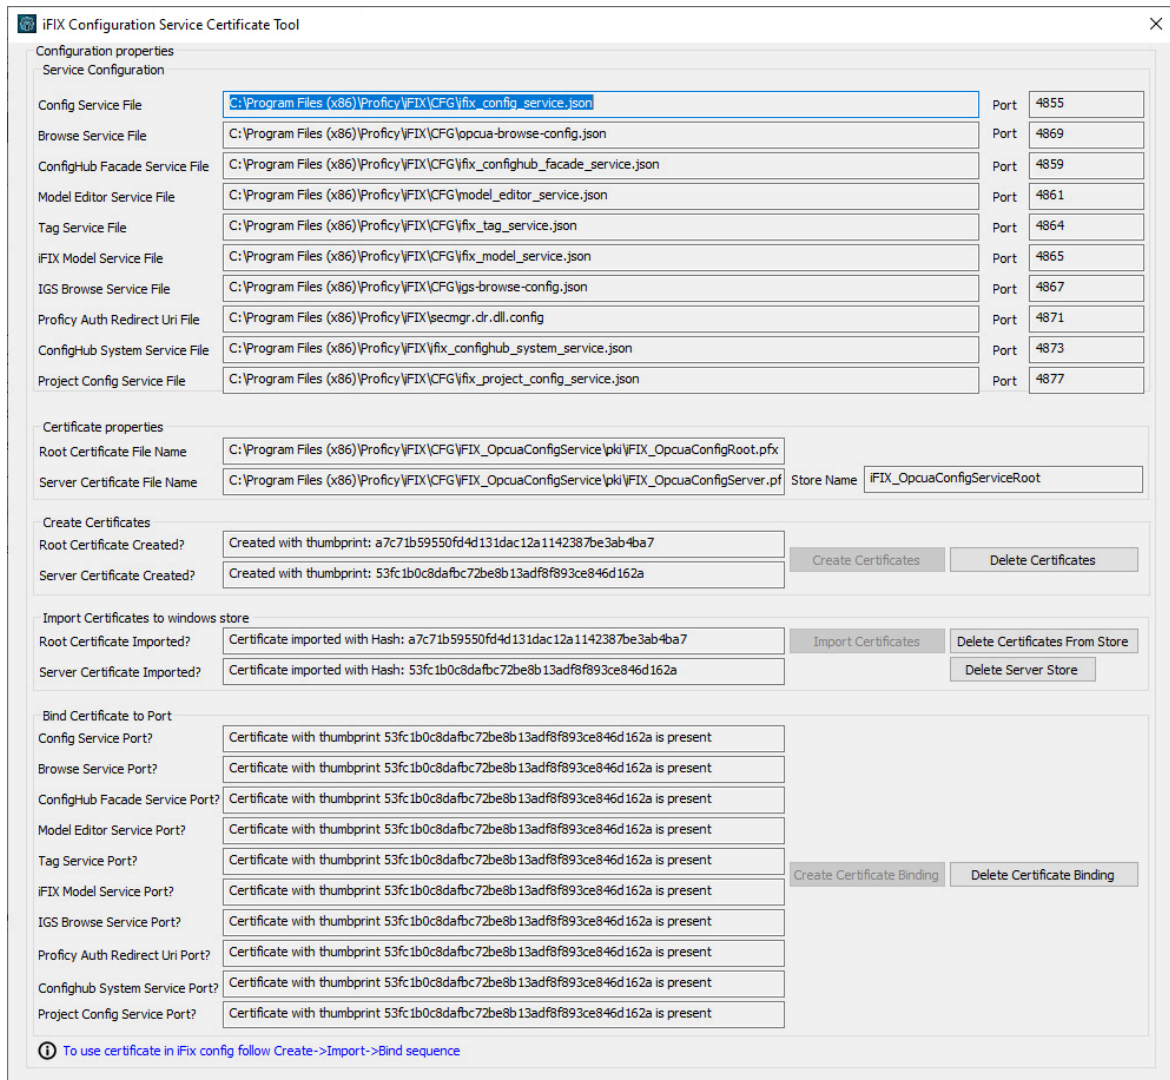 iFIX Configuration Service Certificate Tool
Configuration properties
Service Configuration
Config Service File C:\Program Files (x86)\Proficy\iFIX\CFG\ifix_config_service.json Port 4855
Browse Service File C:\Program Files (x86)\Proficy\iFIX\CFG\opcua-browse-config.json Port 4869
ConfigHub Facade Service File C:\Program Files (x86)\Proficy\iFIX\CFG\ifix_confighub_facade_service.json Port 4859
Model Editor Service File C:\Program Files (x86)\Proficy\iFIX\CFG\model_editor_service.json Port 4861
Tag Service File C:\Program Files (x86)\Proficy\iFIX\CFG\ifix_tag_service.json Port 4864
iFIX Model Service File C:\Program Files (x86)\Proficy\iFIX\CFG\ifix_model_service.json Port 4865
IGS Browse Service File C:\Program Files (x86)\Proficy\iFIX\CFG\igs-browse-config.json Port 4867
Proficy Auth Redirect Uri File C:\Program Files (x86)\Proficy\iFIX\secmgr.clr.dll.config Port 4871
ConfigHub System Service File C:\Program Files (x86)\Proficy\iFIX\ifix_confighub_system_service.json Port 4873
Project Config Service File C:\Program Files (x86)\Proficy\iFIX\CFG\ifix_project_config_service.json Port 4877
Certificate properties
Root Certificate File Name C:\Program Files (x86)\Proficy\iFIX\CFG\iFIX_OpcuaConfigService\pki\iFIX_OpcuaConfigRoot.pfx
Server Certificate File Name C:\Program Files (x86)\Proficy\iFIX\CFG\iFIX_OpcuaConfigService\pki\iFIX_OpcuaConfigServer.pf Store Name iFIX_OpcuaConfigServiceRoot
Create Certificates
Root Certificate Created? Created with thumbprint: a7c71b59550fd4d131dac12a1142387be3ab4ba7
Create Certificates Delete Certificates
Server Certificate Created? Created with thumbprint: 53fc1b0c8dafbc72be8b13adf8f893ce846d162a
Import Certificates to windows store
Root Certificate Imported? Certificate imported with Hash: a7c71b59550fd4d131dac12a1142387be3ab4ba7 Import Certificates Delete Certificates From Store
Server Certificate Imported? Certificate imported with Hash: 53fc1b0c8dafbc72be8b13adf8f893ce846d162a Delete Server Store
Bind Certificate to Port
Config Service Port? Certificate with thumbprint 53fc1b0c8dafbc72be8b13adf8f893ce846d162a is present
Browse Service Port? Certificate with thumbprint 53fc1b0c8dafbc72be8b13adf8f893ce846d162a is present
ConfigHub Facade Service Port? Certificate with thumbprint 53fc1b0c8dafbc72be8b13adf8f893ce846d162a is present
Model Editor Service Port? Certificate with thumbprint 53fc1b0c8dafbc72be8b13adf8f893ce846d162a is present
Tag Service Port? Certificate with thumbprint 53fc1b0c8dafbc72be8b13adf8f893ce846d162a is present
Create Certificate Binding Delete Certificate Binding
iFIX Model Service Port? Certificate with thumbprint 53fc1b0c8dafbc72be8b13adf8f893ce846d162a is present
IGS Browse Service Port? Certificate with thumbprint 53fc1b0c8dafbc72be8b13adf8f893ce846d162a is present
Proficy Auth Redirect Uri Port? Certificate with thumbprint 53fc1b0c8dafbc72be8b13adf8f893ce846d162a is present
Confighub System Service Port? Certificate with thumbprint 53fc1b0c8dafbc72be8b13adf8f893ce846d162a is present
Project Config Service Port? Certificate with thumbprint 53fc1b0c8dafbc72be8b13adf8f893ce846d162a is present
To use certificate in iFix config follow Create->Import->Bind sequence